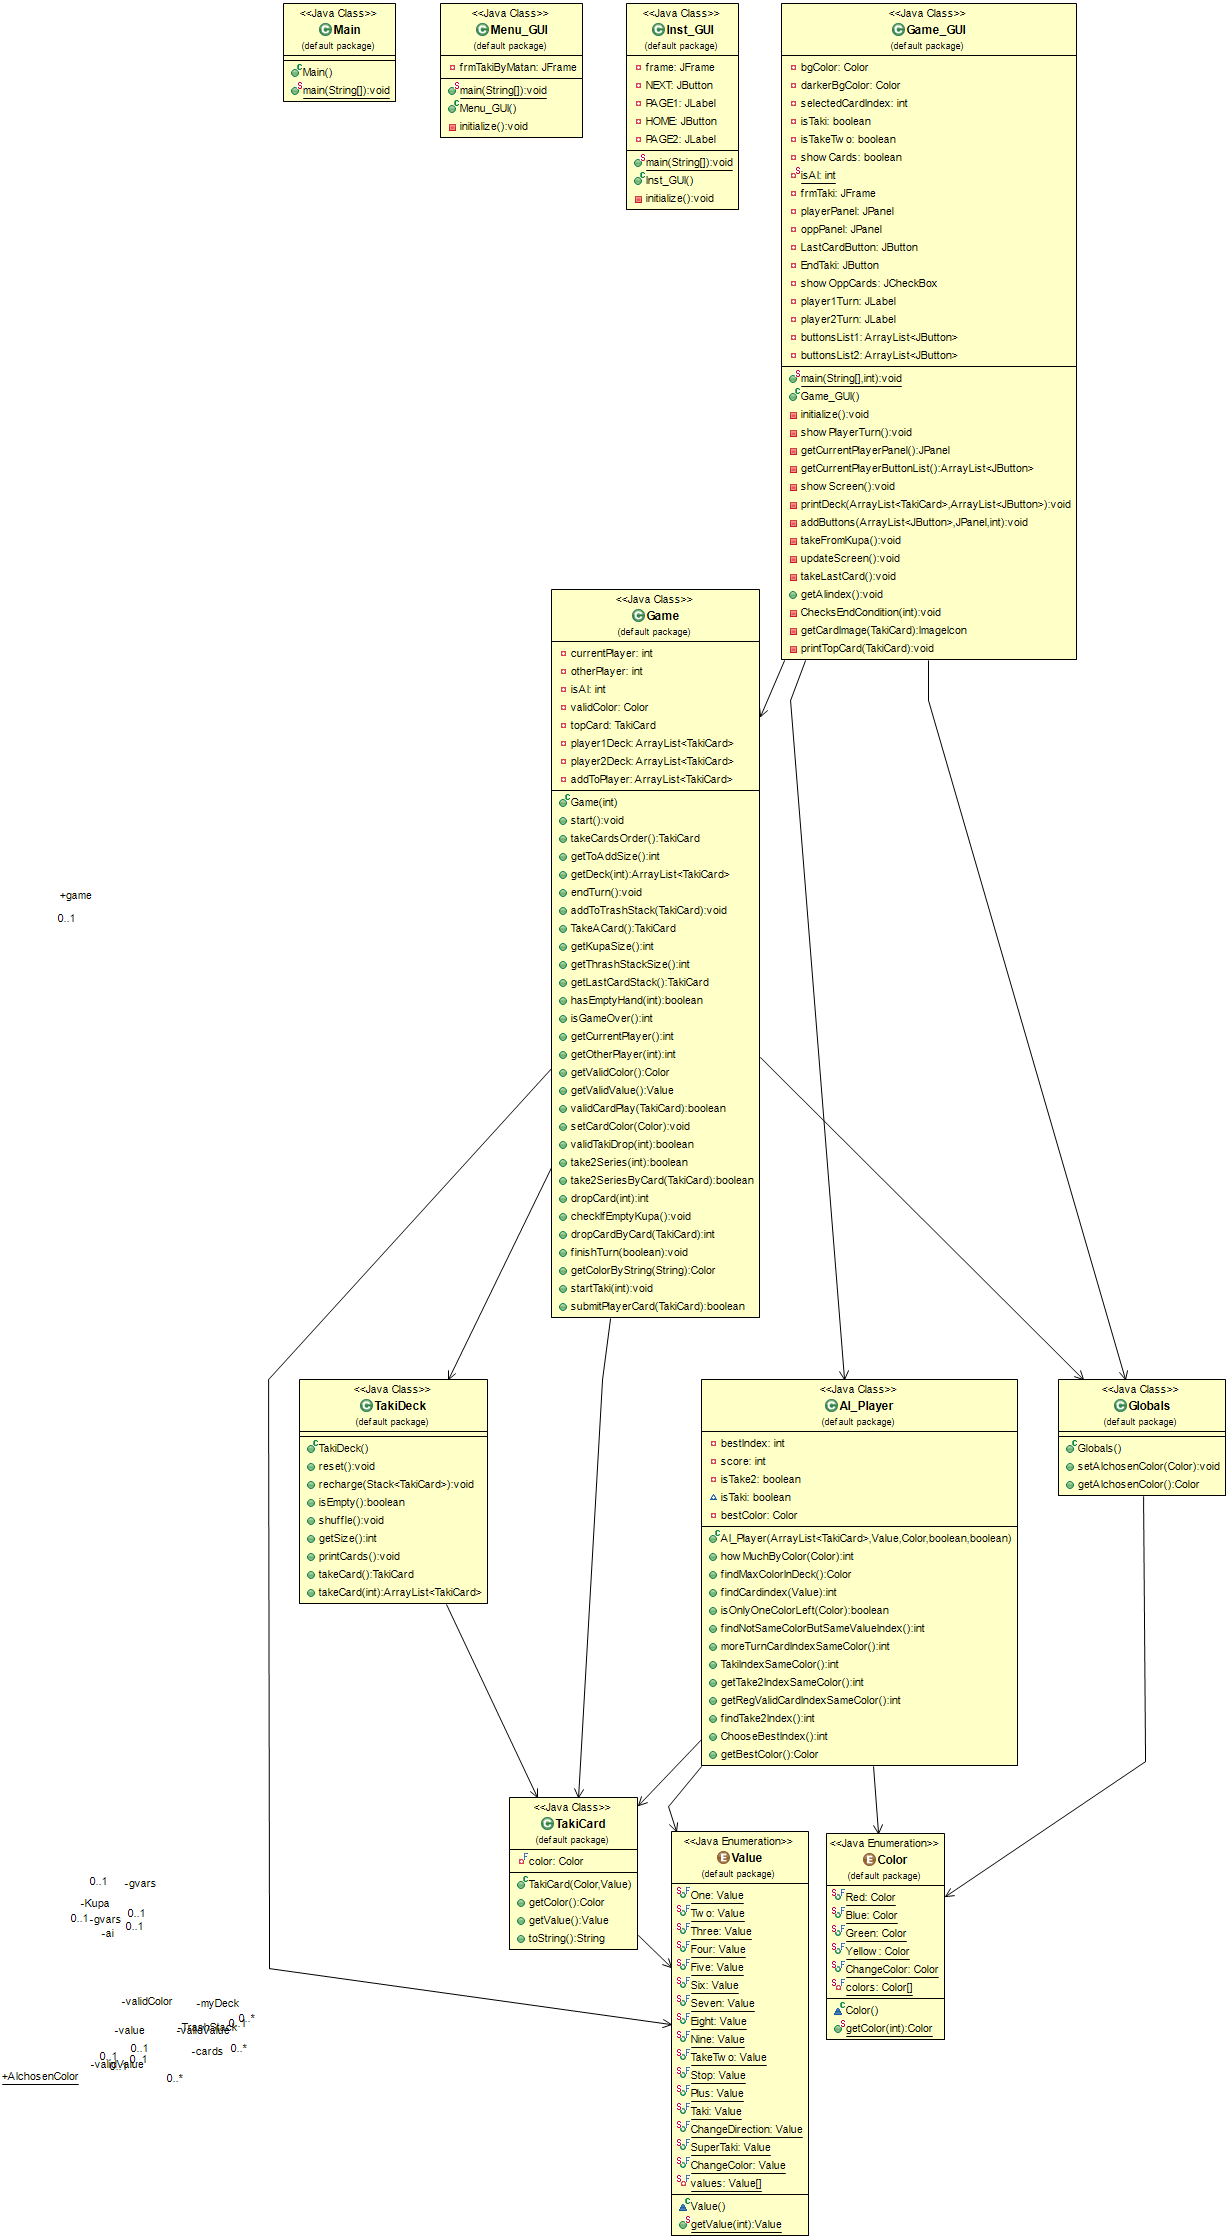 <<Java Class>>
Main
(default package)
Main()
main(String[]):void
<<Java Class>>
Menu_GUI
(default package)
frmTakiByMatan: JFrame
main(String[]):void
Menu_GUI()
initialize():void
<<Java Class>>
Inst_GUI
(default package)
frame: JFrame
NEXT: JButton
PAGE1: JLabel
HOME: JButton
PAGE2: JLabel
main(String[]):void
Inst_GUI()
initialize():void
<<Java Class>>
Game_GUI
(default package)
bgColor: Color
darkerBgColor: Color
selectedCardIndex: int
isTaki: boolean
isTakeTwo: boolean
showCards: boolean
isAI: int
frmTaki: JFrame
playerPanel: JPanel
oppPanel: JPanel
LastCardButton: JButton
EndTaki: JButton
showOppCards: JCheckBox
player1Turn: JLabel
player2Turn: JLabel
buttonsList1: ArrayList<JButton>
buttonsList2: ArrayList<JButton>
main(String[],int):void
Game_GUI()
initialize():void
showPlayerTurn():void
getCurrentPlayerPanel():JPanel
getCurrentPlayerButtonList():ArrayList<JButton>
showScreen():void
printDeck(ArrayList<TakiCard>,ArrayList<JButton>):void
addButtons(ArrayList<JButton>,JPanel,int):void
takeFromKupa():void
updateScreen():void
takeLastCard():void
getAIindex():void
ChecksEndCondition(int):void
getCardImage(TakiCard):ImageIcon
printTopCard(TakiCard):void
<<Java Class>>
Game
(default package)
currentPlayer: int
otherPlayer: int
isAI: int
validColor: Color
topCard: TakiCard
player1Deck: ArrayList<TakiCard>
player2Deck: ArrayList<TakiCard>
addToPlayer: ArrayList<TakiCard>
Game(int)
start():void
takeCardsOrder():TakiCard
getToAddSize():int
getDeck(int):ArrayList<TakiCard>
endTurn():void
addToTrashStack(TakiCard):void
TakeACard():TakiCard
getKupaSize():int
getThrashStackSize():int
getLastCardStack():TakiCard
hasEmptyHand(int):boolean
isGameOver():int
getCurrentPlayer():int
getOtherPlayer(int):int
getValidColor():Color
getValidValue():Value
validCardPlay(TakiCard):boolean
setCardColor(Color):void
validTakiDrop(int):boolean
take2Series(int):boolean
take2SeriesByCard(TakiCard):boolean
dropCard(int):int
checkIfEmptyKupa():void
dropCardByCard(TakiCard):int
finishTurn(boolean):void
getColorByString(String):Color
startTaki(int):void
submitPlayerCard(TakiCard):boolean
+game
0..1
<<Java Class>>
TakiDeck
(default package)
TakiDeck()
reset():void
recharge(Stack<TakiCard>):void
isEmpty():boolean
shuffle():void
getSize():int
printCards():void
takeCard():TakiCard
takeCard(int):ArrayList<TakiCard>
<<Java Class>>
AI_Player
(default package)
bestIndex: int
score: int
isTake2: boolean
isTaki: boolean
bestColor: Color
AI_Player(ArrayList<TakiCard>,Value,Color,boolean,boolean)
howMuchByColor(Color):int
findMaxColorInDeck():Color
findCardindex(Value):int
isOnlyOneColorLeft(Color):boolean
findNotSameColorButSameValueIndex():int
moreTurnCardIndexSameColor():int
TakiIndexSameColor():int
getTake2IndexSameColor():int
getRegValidCardIndexSameColor():int
findTake2Index():int
ChooseBestIndex():int
getBestColor():Color
<<Java Class>>
Globals
(default package)
Globals()
setAIchosenColor(Color):void
getAIchosenColor():Color
<<Java Class>>
TakiCard
(default package)
color: Color
TakiCard(Color,Value)
getColor():Color
getValue():Value
toString():String
<<Java Enumeration>>
Value
(default package)
One: Value
Two: Value
Three: Value
Four: Value
Five: Value
Six: Value
Seven: Value
Eight: Value
Nine: Value
TakeTwo: Value
Stop: Value
Plus: Value
Taki: Value
ChangeDirection: Value
SuperTaki: Value
ChangeColor: Value
values: Value[]
Value()
getValue(int):Value
<<Java Enumeration>>
Color
(default package)
Red: Color
Blue: Color
Green: Color
Yellow: Color
ChangeColor: Color
colors: Color[]
Color()
getColor(int):Color
0..1
-gvars
-Kupa
0..1
-gvars
0..1
0..1
-ai
-validColor
-myDeck
0..*
0..1
-value
-TrashStack
-validValue
0..1
-cards
0..*
0..1
0..1
-validValue
0..1
+AIchosenColor
0..*